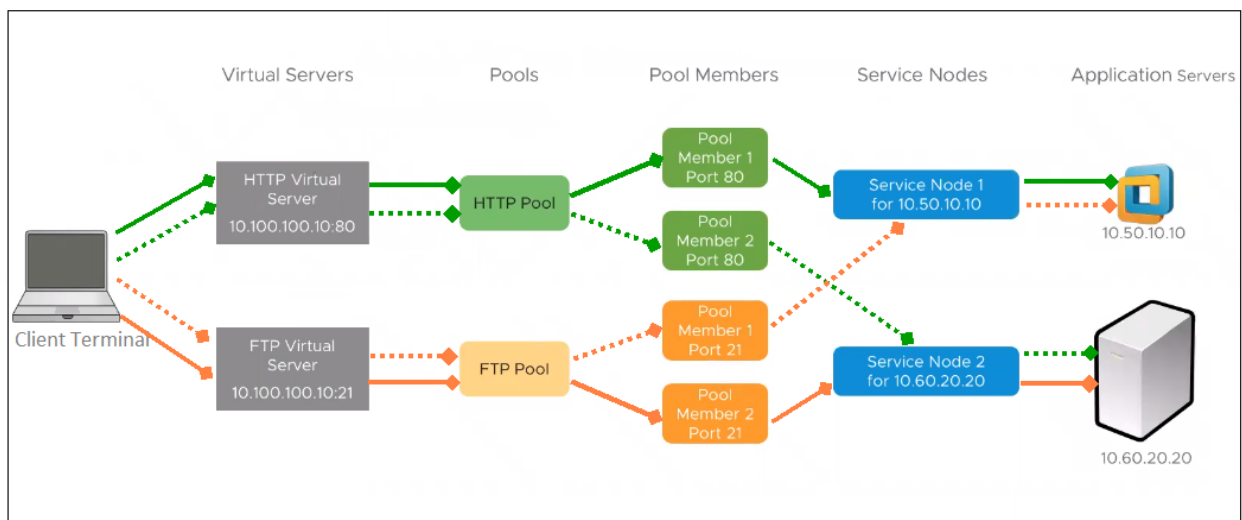 Virtual Servers
Pools
Pool Members
Service Nodes
Application Servers
HTTP Virtual
Server
10.100.100.10:80
HTTP Pool
Pool
Member 1
Port 80
Pool
Member 2
Port 80
Service Node 1
for 10.50.10.10
10.50.10.10
Client Terminal
FTP Virtual
Server
10.100.100.10:21
FTP Pool
Pool
Member 1
Port 21
Pool
Member 2
Port 21
Service Node 2
for 10.60.20.20
10.60.20.20